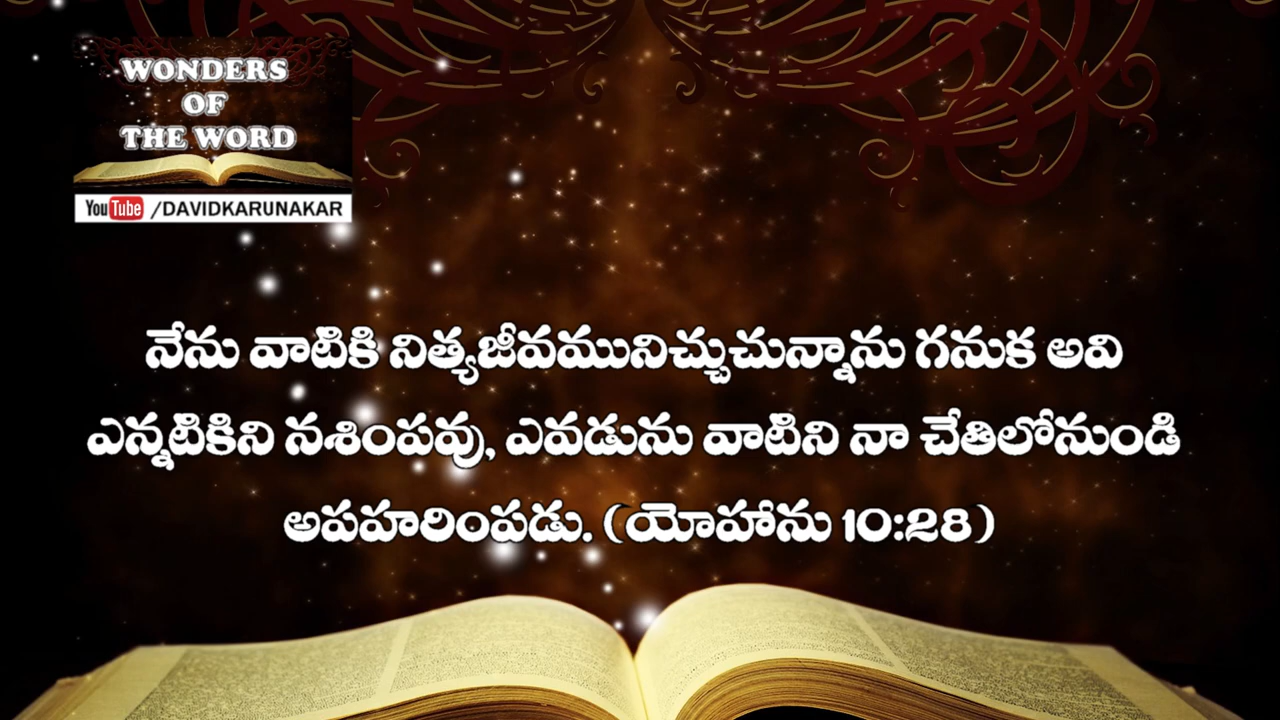 WONDERS
OF
THE WORD
YouTube /DAVIDKARUNAKAR
నేను వాటికి నిత్యజీవమునిచ్చుచున్నాను గనుక అవి
ఎన్నటికిని నశింపవు, ఎవడును వాటిని నా చేతిలోనుండి
అపహరింపడు. (యోహాను 10:28)